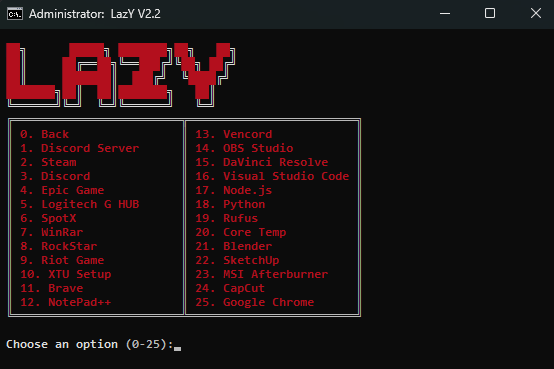 Administrator: LazY V2.2
LAZY
0. Back
1. Discord Server
2. Steam
3. Discord
4. Epic Game
5. Logitech G HUB
6. SpotX
7. WinRar
8. RockStar
9. Riot Game
10. XTU Setup
11. Brave
12. NotePad++
13. Vencord
14. OBS Studio
15. DaVinci Resolve
16. Visual Studio Code
17. Node.js
18. Python
19. Rufus
20. Core Temp
21. Blender
22. SketchUp
23. MSI Afterburner
24. CapCut
25. Google Chrome
Choose an option (0-25):